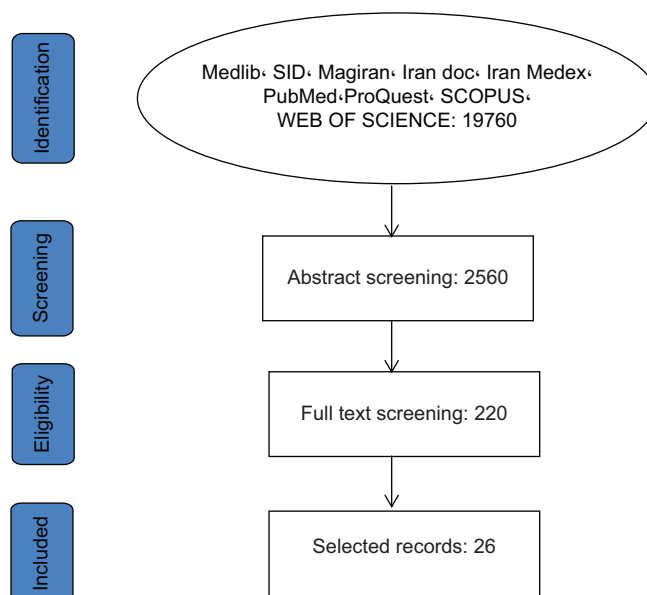 Identification
Medlib، SID، Magiran، Iran doc، Iran Medex،
PubMed،ProQuest، SCOPUS،
WEB OF SCIENCE: 19760
Screening
Abstract screening: 2560
Eligibility
Full text screening: 220
Included
Selected records: 26